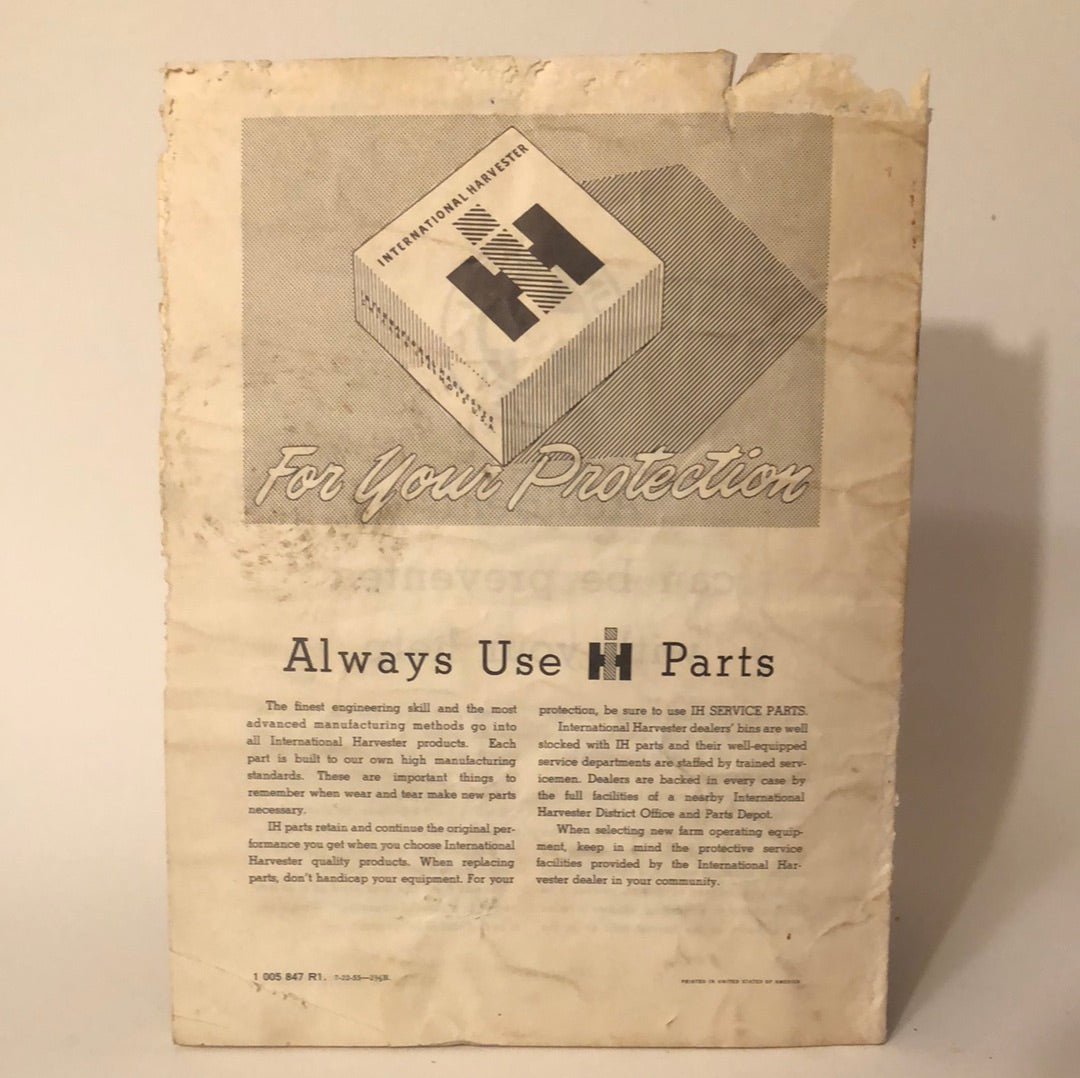 INTERNATIONAL HARVESTER
IH
INTERNATIONAL HARVESTER
For Your Protection
Always Use IH Parts
The finest engineering skill and the most
advanced manufacturing methods go into
all International Harvester products. Each
part is built to our own high manufacturing
standards. These are important things to
remember when wear and tear make new parts
necessary.
IH parts retain and continue the original per-
formance you get when you choose International
Harvester quality products. When replacing
parts, don't handicap your equipment. For your
protection, be sure to use IH SERVICE PARTS.
International Harvester dealers' bins are well
stocked with IH parts and their well-equipped
service departments are staffed by trained serv-
icemen. Dealers are backed in every case by
the full facilities of a nearby International
Harvester District Office and Parts Depot.
When selecting new farm operating equip-
ment, keep in mind the protective service
facilities provided by the International Har-
vester dealer in your community.
1 005 847 R1. 7-22-55
PRINTED IN UNITED STATES OF AMERICA